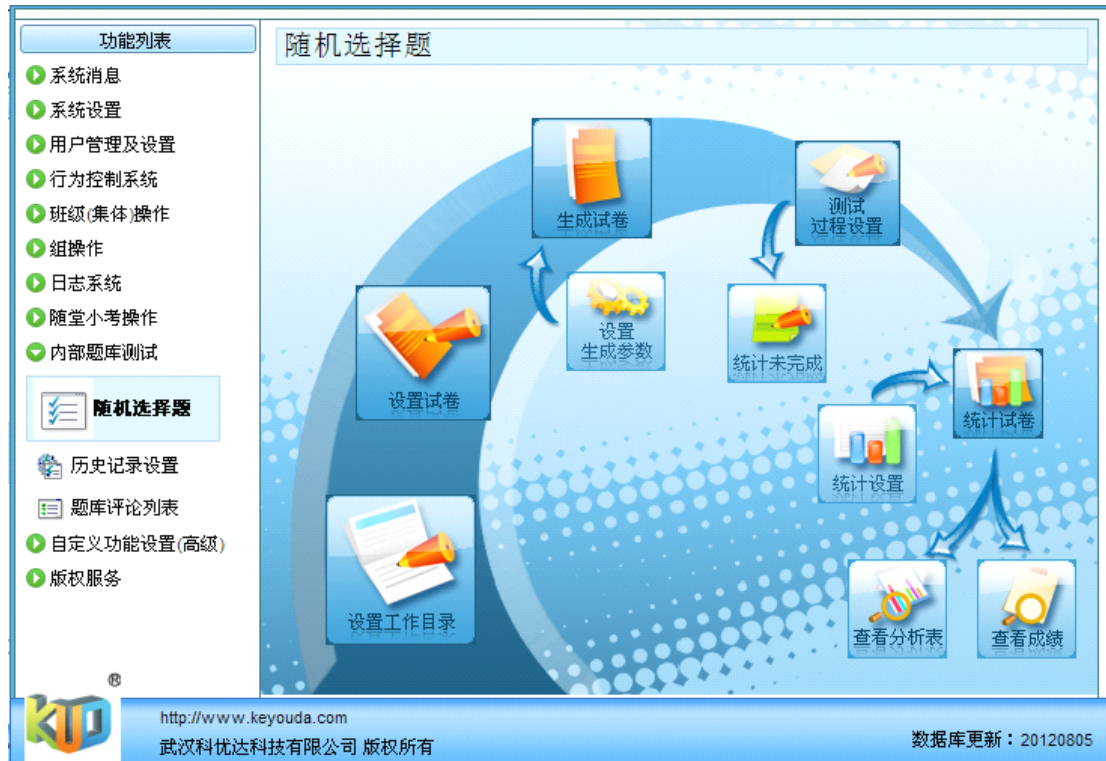 功能列表
系统消息
系统设置
用户管理及设置
行为控制系统
班级(集体)操作
组操作
日志系统
随堂小考操作
内部题库测试
随机选择题
历史记录设置
题库评论列表
自定义功能设置(高级)
版权服务
随机选择题
生成试卷
测试
过程设置
设置
生成参数
统计未完成
设置试卷
统计试卷
统计设置
设置工作目录
查看分析表
查看成绩
®
KYD
http://www.keyouda.com
武汉科优达科技有限公司 版权所有
数据库更新：20120805